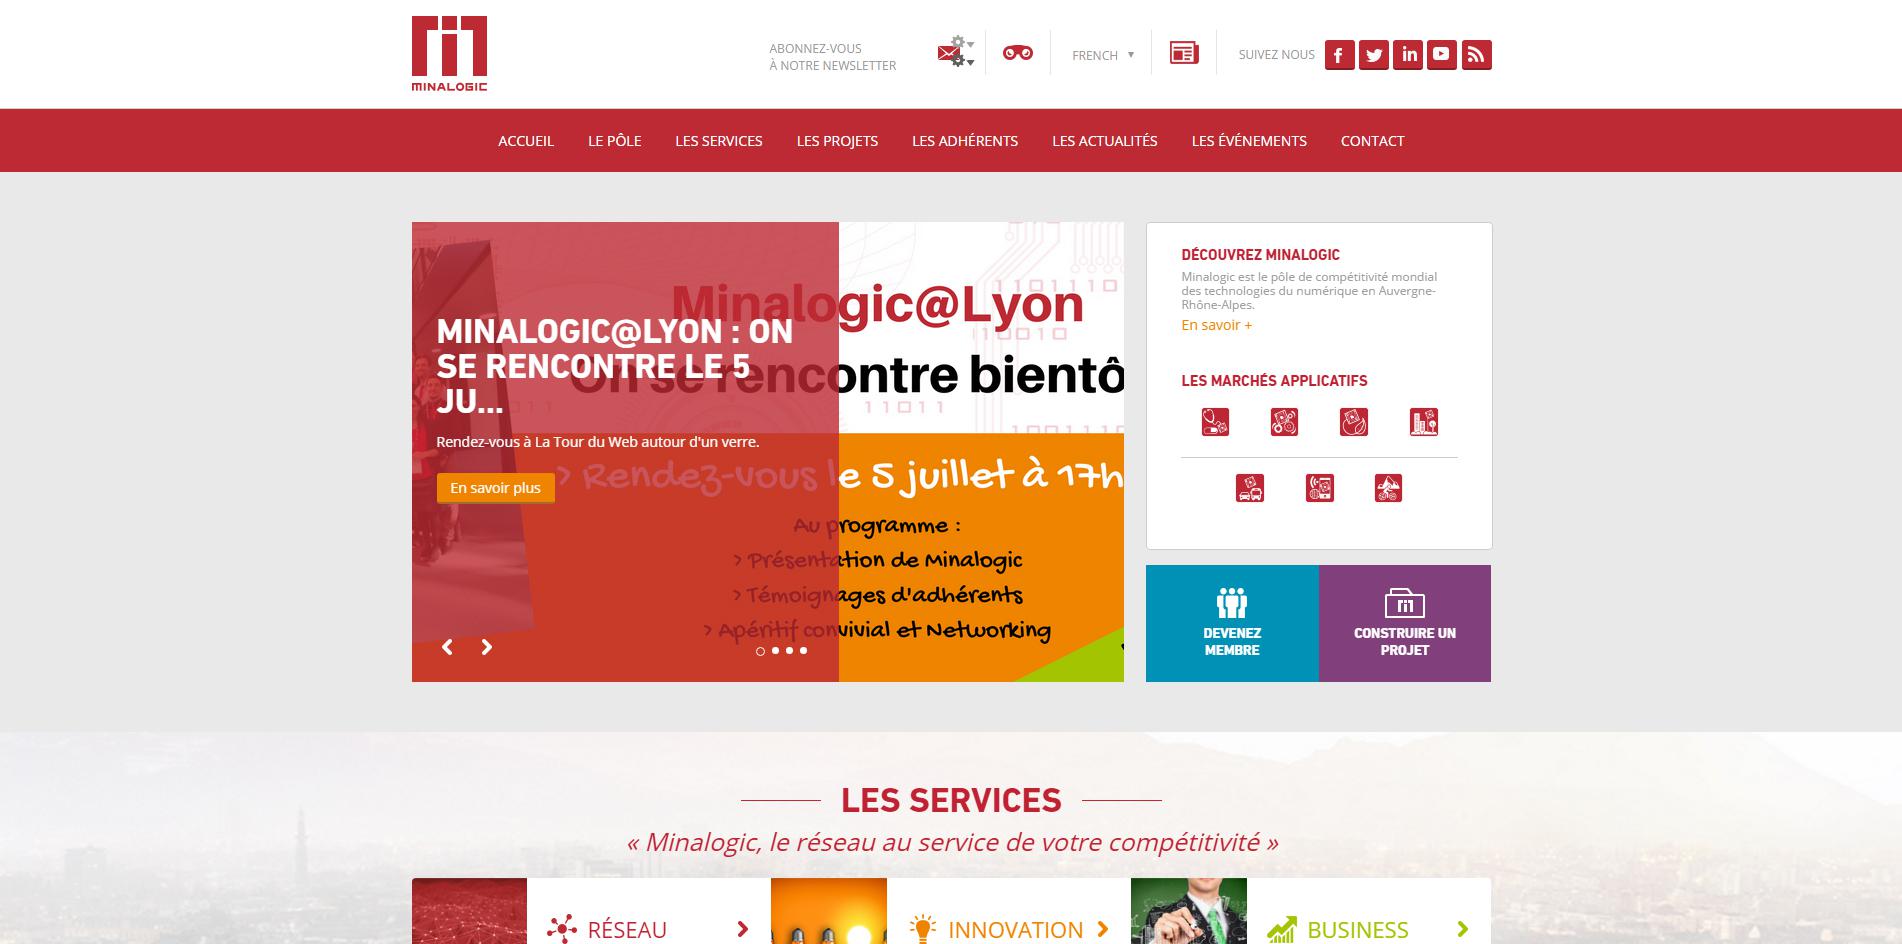 MINALOGIC
ABONNEZ-VOUS
À NOTRE NEWSLETTER
FRENCH
SUIVEZ NOUS
ACCUEIL LE PÔLE LES SERVICES LES PROJETS LES ADHÉRENTS LES ACTUALITÉS LES ÉVÉNEMENTS CONTACT
Minalogic@Lyon
On se rencontre bientô
> Rendez-vous le 5 juillet à 17h
Au programme :
> Présentation de Minalogic
> Témoignages d'adhérents
> Apéritif convivial et Networking
MINALOGIC@LYON : ON
SE RENCONTRE LE 5
JU...
Rendez-vous à La Tour du Web autour d'un verre.
En savoir plus
DÉCOUVREZ MINALOGIC
Minalogic est le pôle de compétitivité mondial
des technologies du numérique en Auvergne-
Rhône-Alpes.
En savoir +
LES MARCHÉS APPLICATIFS
DEVENEZ
MEMBRE
CONSTRUIRE UN
PROJET
LES SERVICES
« Minalogic, le réseau au service de votre compétitivité »
RÉSEAU
INNOVATION
BUSINESS